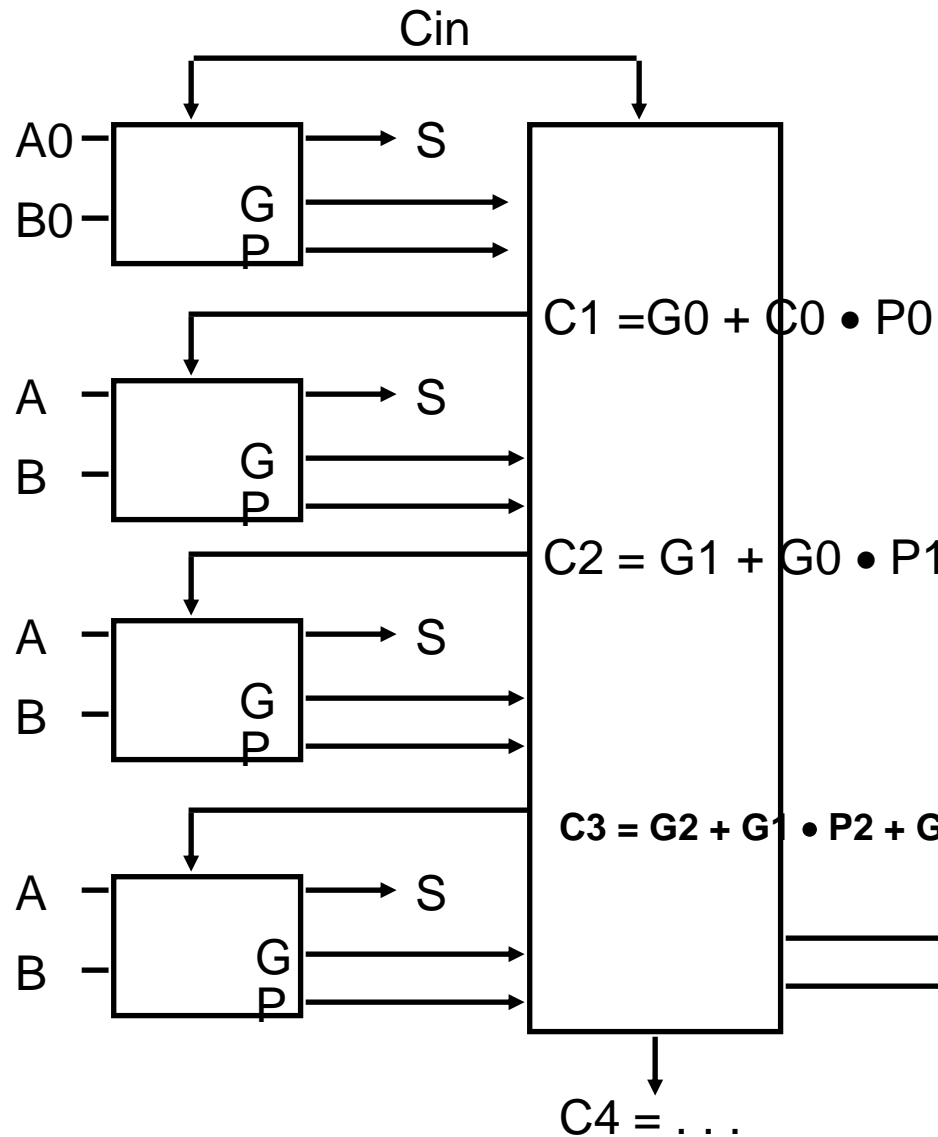 Cin
A0 S
B0 G
P
C1 =G0 + C0 • P0
A S
B G
P
C2 = G1 + G0 • P1
A S
B G
P
C3 = G2 + G1 • P2 + G
A S
B G
P
C4 = . . .